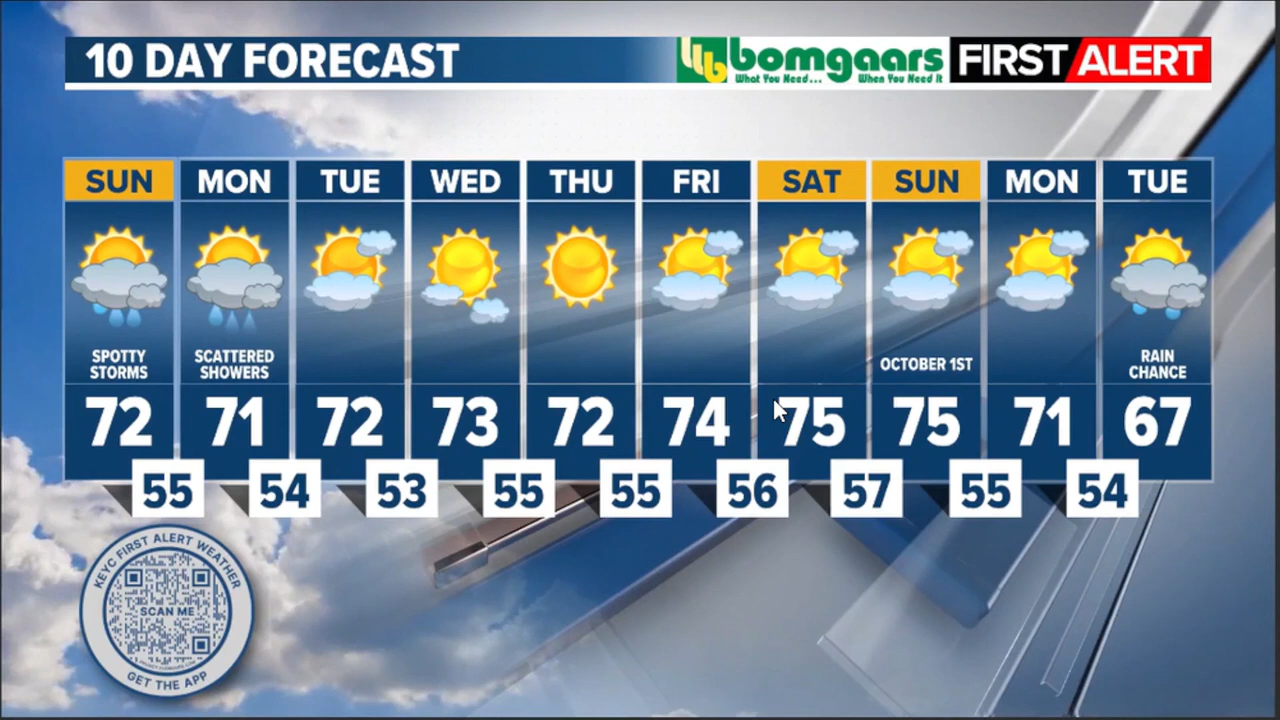 10 DAY FORECAST
bomgaars
What You Need... When You Need It
FIRST ALERT
SUN MON TUE WED THU FRI SAT SUN MON TUE
SPOTTY
STORMS
SCATTERED
SHOWERS
OCTOBER 1ST
RAIN
CHANCE
72 71 72 73 72 74 75 75 71 67
55 54 53 55 55 56 57 55 54
KEYC FIRST ALERT WEATHER
SCAN ME
GET THE APP